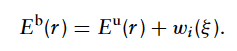 E^b(r) = E^u(r) + w_i(ξ).